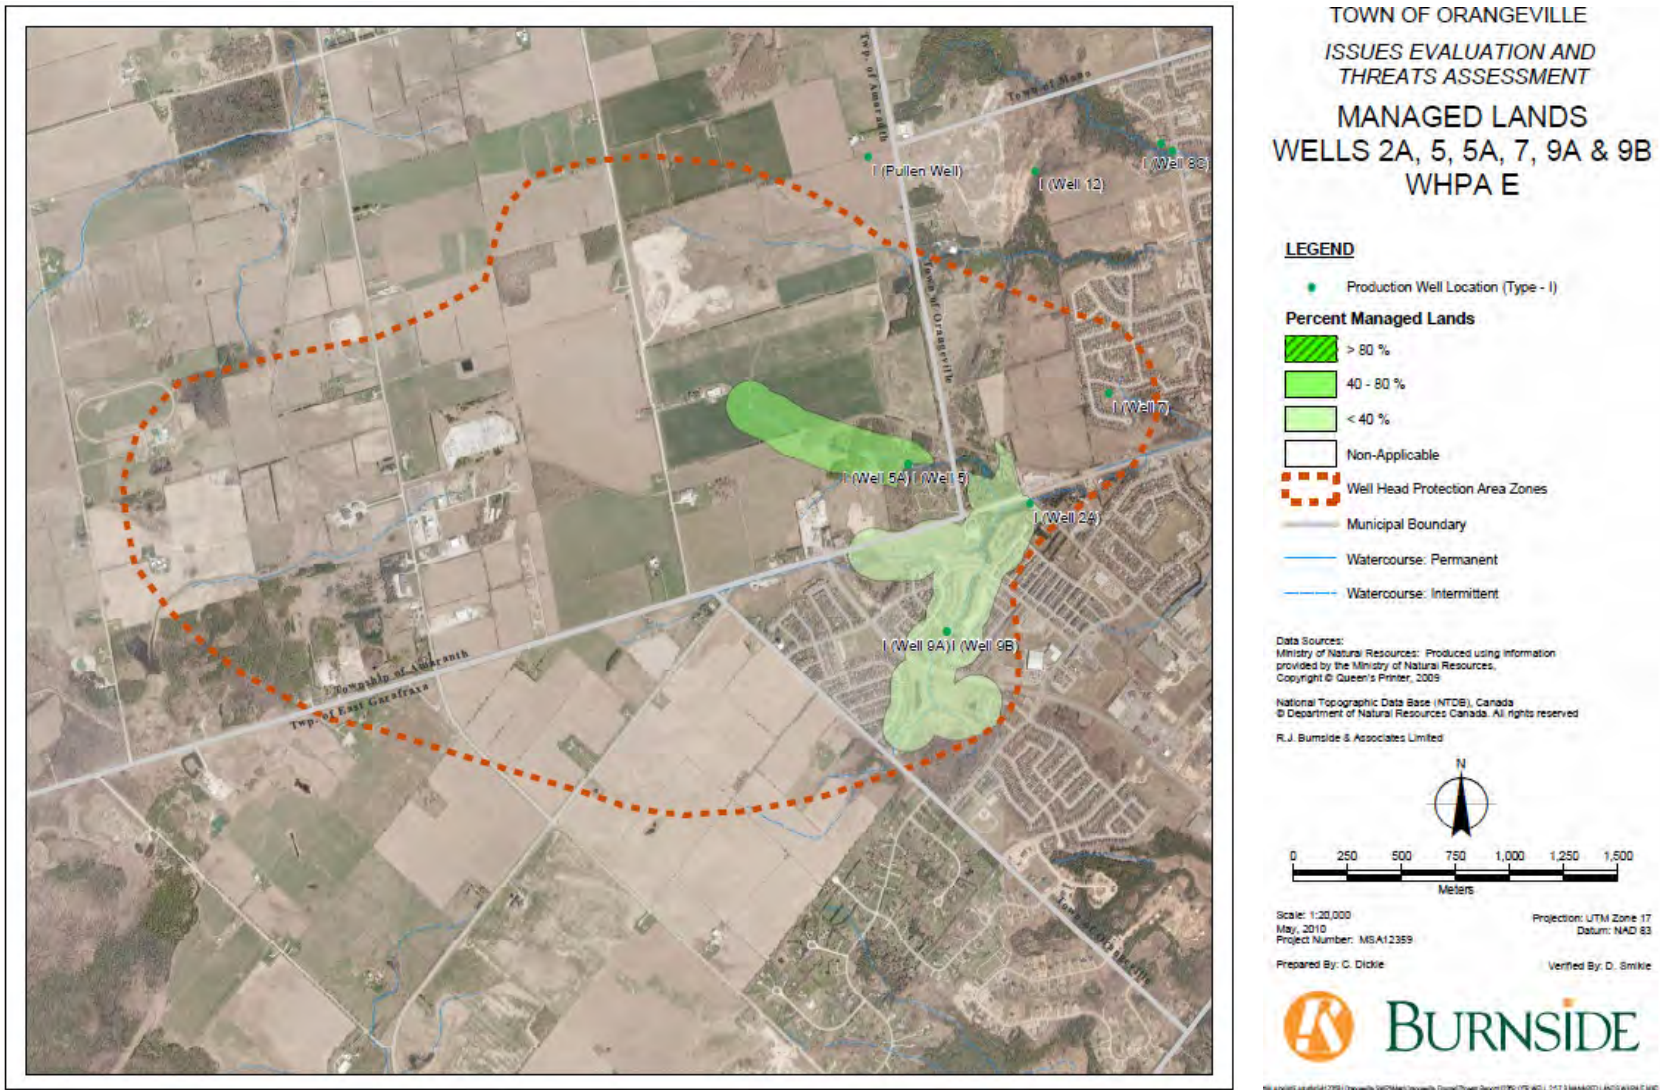 TOWN OF ORANGEVILLE
ISSUES EVALUATION AND
THREATS ASSESSMENT
MANAGED LANDS
WELLS 2A, 5, 5A, 7, 9A & 9B
WHPA E
LEGEND
Production Well Location (Type - I)
Percent Managed Lands
> 80 %
40 - 80 %
< 40 %
Non-Applicable
Well Head Protection Area Zones
Municipal Boundary
Watercourse: Permanent
Watercourse: Intermittent
Data Sources:
Ministry of Natural Resources: Produced using information
provided by the Ministry of Natural Resources,
Copyright © Queen's Printer, 2009
National Topographic Data Base (NTDB), Canada
© Department of Natural Resources Canada. All rights reserved
R.J. Burnside & Associates Limited
N
0 250 500 750 1,000 1,250 1,500
Meters
Scale: 1:20,000
May, 2010
Project Number: MSA12359
Projection: UTM Zone 17
Datum: NAD 83
Prepared By: C. Dickie
Verified By: D. Smikle
BURNSIDE
Twp. of Amaranth
Town of Mono
I (Pullen Well)
I (Well 12)
I (Well 8C)
Town of Orangeville
I (Well 7)
I (Well 5A) I (Well 5)
I (Well 2A)
I (Well 9A) I (Well 9B)
Township of Amaranth
Twp. of East Garafraxa
Town of Orangeville